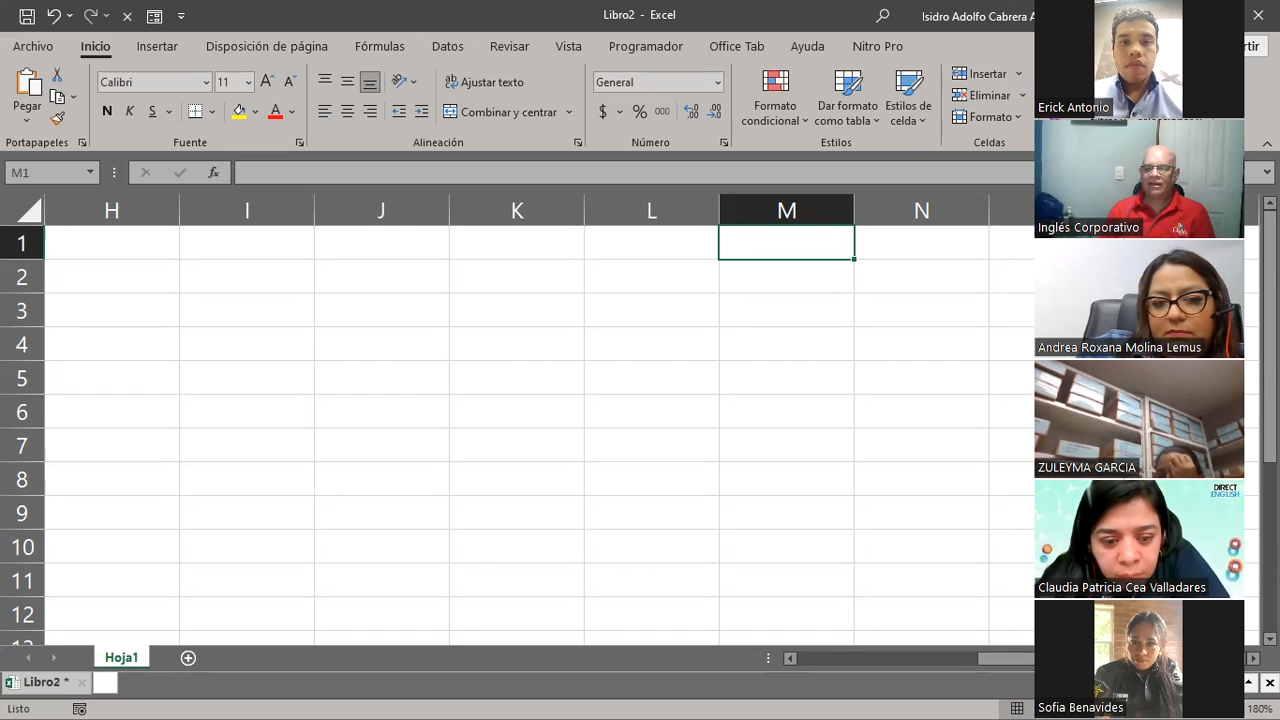 Libro2 - Excel
Isidro Adolfo Cabrera A
Archivo Inicio Insertar Disposición de página Fórmulas Datos Revisar Vista Programador Office Tab Ayuda Nitro Pro
rtir
Pegar
Calibri 11
N K S
Ajustar texto
Combinar y centrar
General
$ % 000
Formato condicional
Dar formato como tabla
Estilos de celda
Insertar
Eliminar
Formato
Portapapeles Fuente Alineación Número Estilos Celdas
M1 fx
H I J K L M N
1
2
3
4
5
6
7
8
9
10
11
12
Hoja1
Libro2 *
Listo
180%
Erick Antonio
Inglés Corporativo
Andrea Roxana Molina Lemus
ZULEYMA GARCIA
DIRECT
ENGLISH
Claudia Patricia Cea Valladares
Sofia Benavides